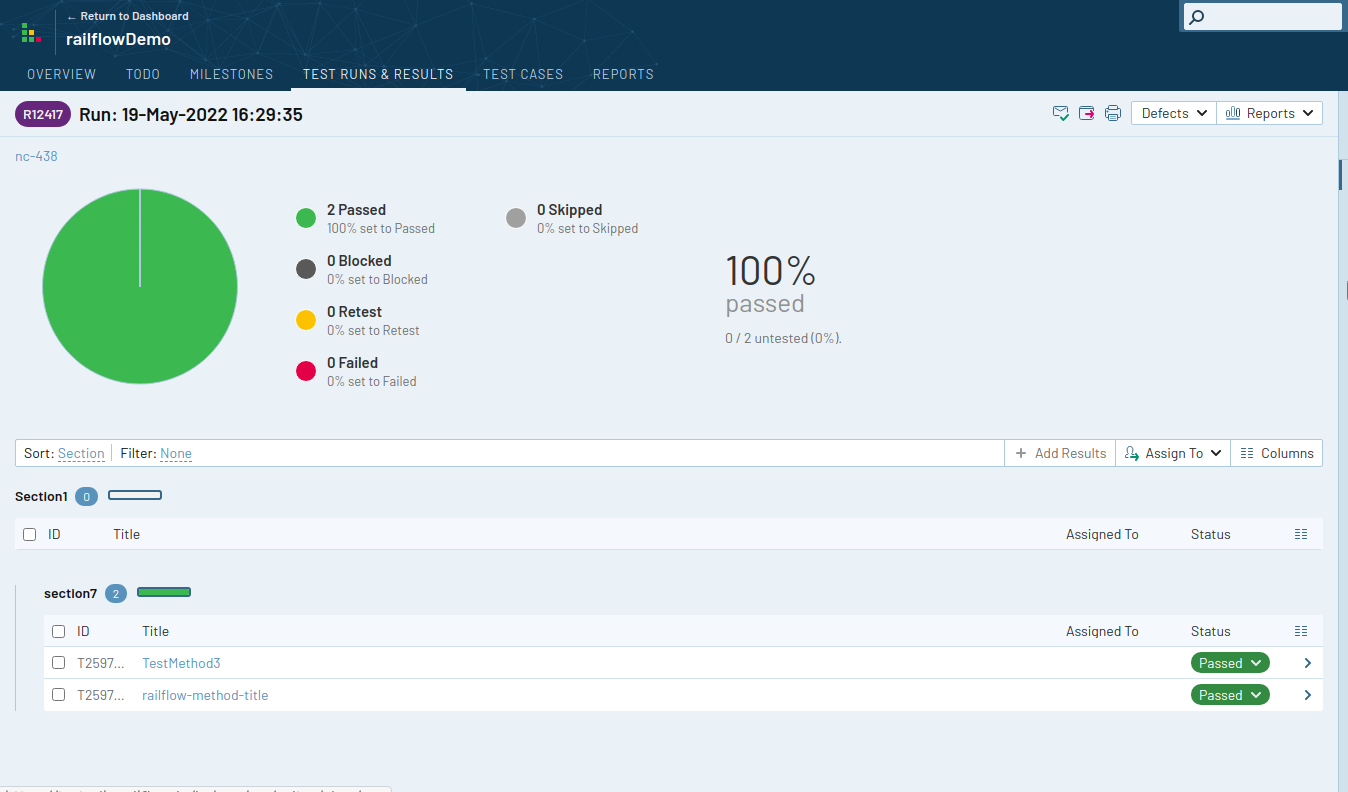 ← Return to Dashboard
railflowDemo
OVERVIEW TODO MILESTONES TEST RUNS & RESULTS TEST CASES REPORTS
R12417 Run: 19-May-2022 16:29:35 Defects Reports
nc-438
2 Passed
100% set to Passed
0 Blocked
0% set to Blocked
0 Retest
0% set to Retest
0 Failed
0% set to Failed
0 Skipped
0% set to Skipped
100%
passed
0 / 2 untested (0%).
Sort: Section Filter: None + Add Results Assign To Columns
Section1 0
ID Title Assigned To Status
section7 2
ID Title Assigned To Status
T2597... TestMethod3 Passed
T2597... railflow-method-title Passed